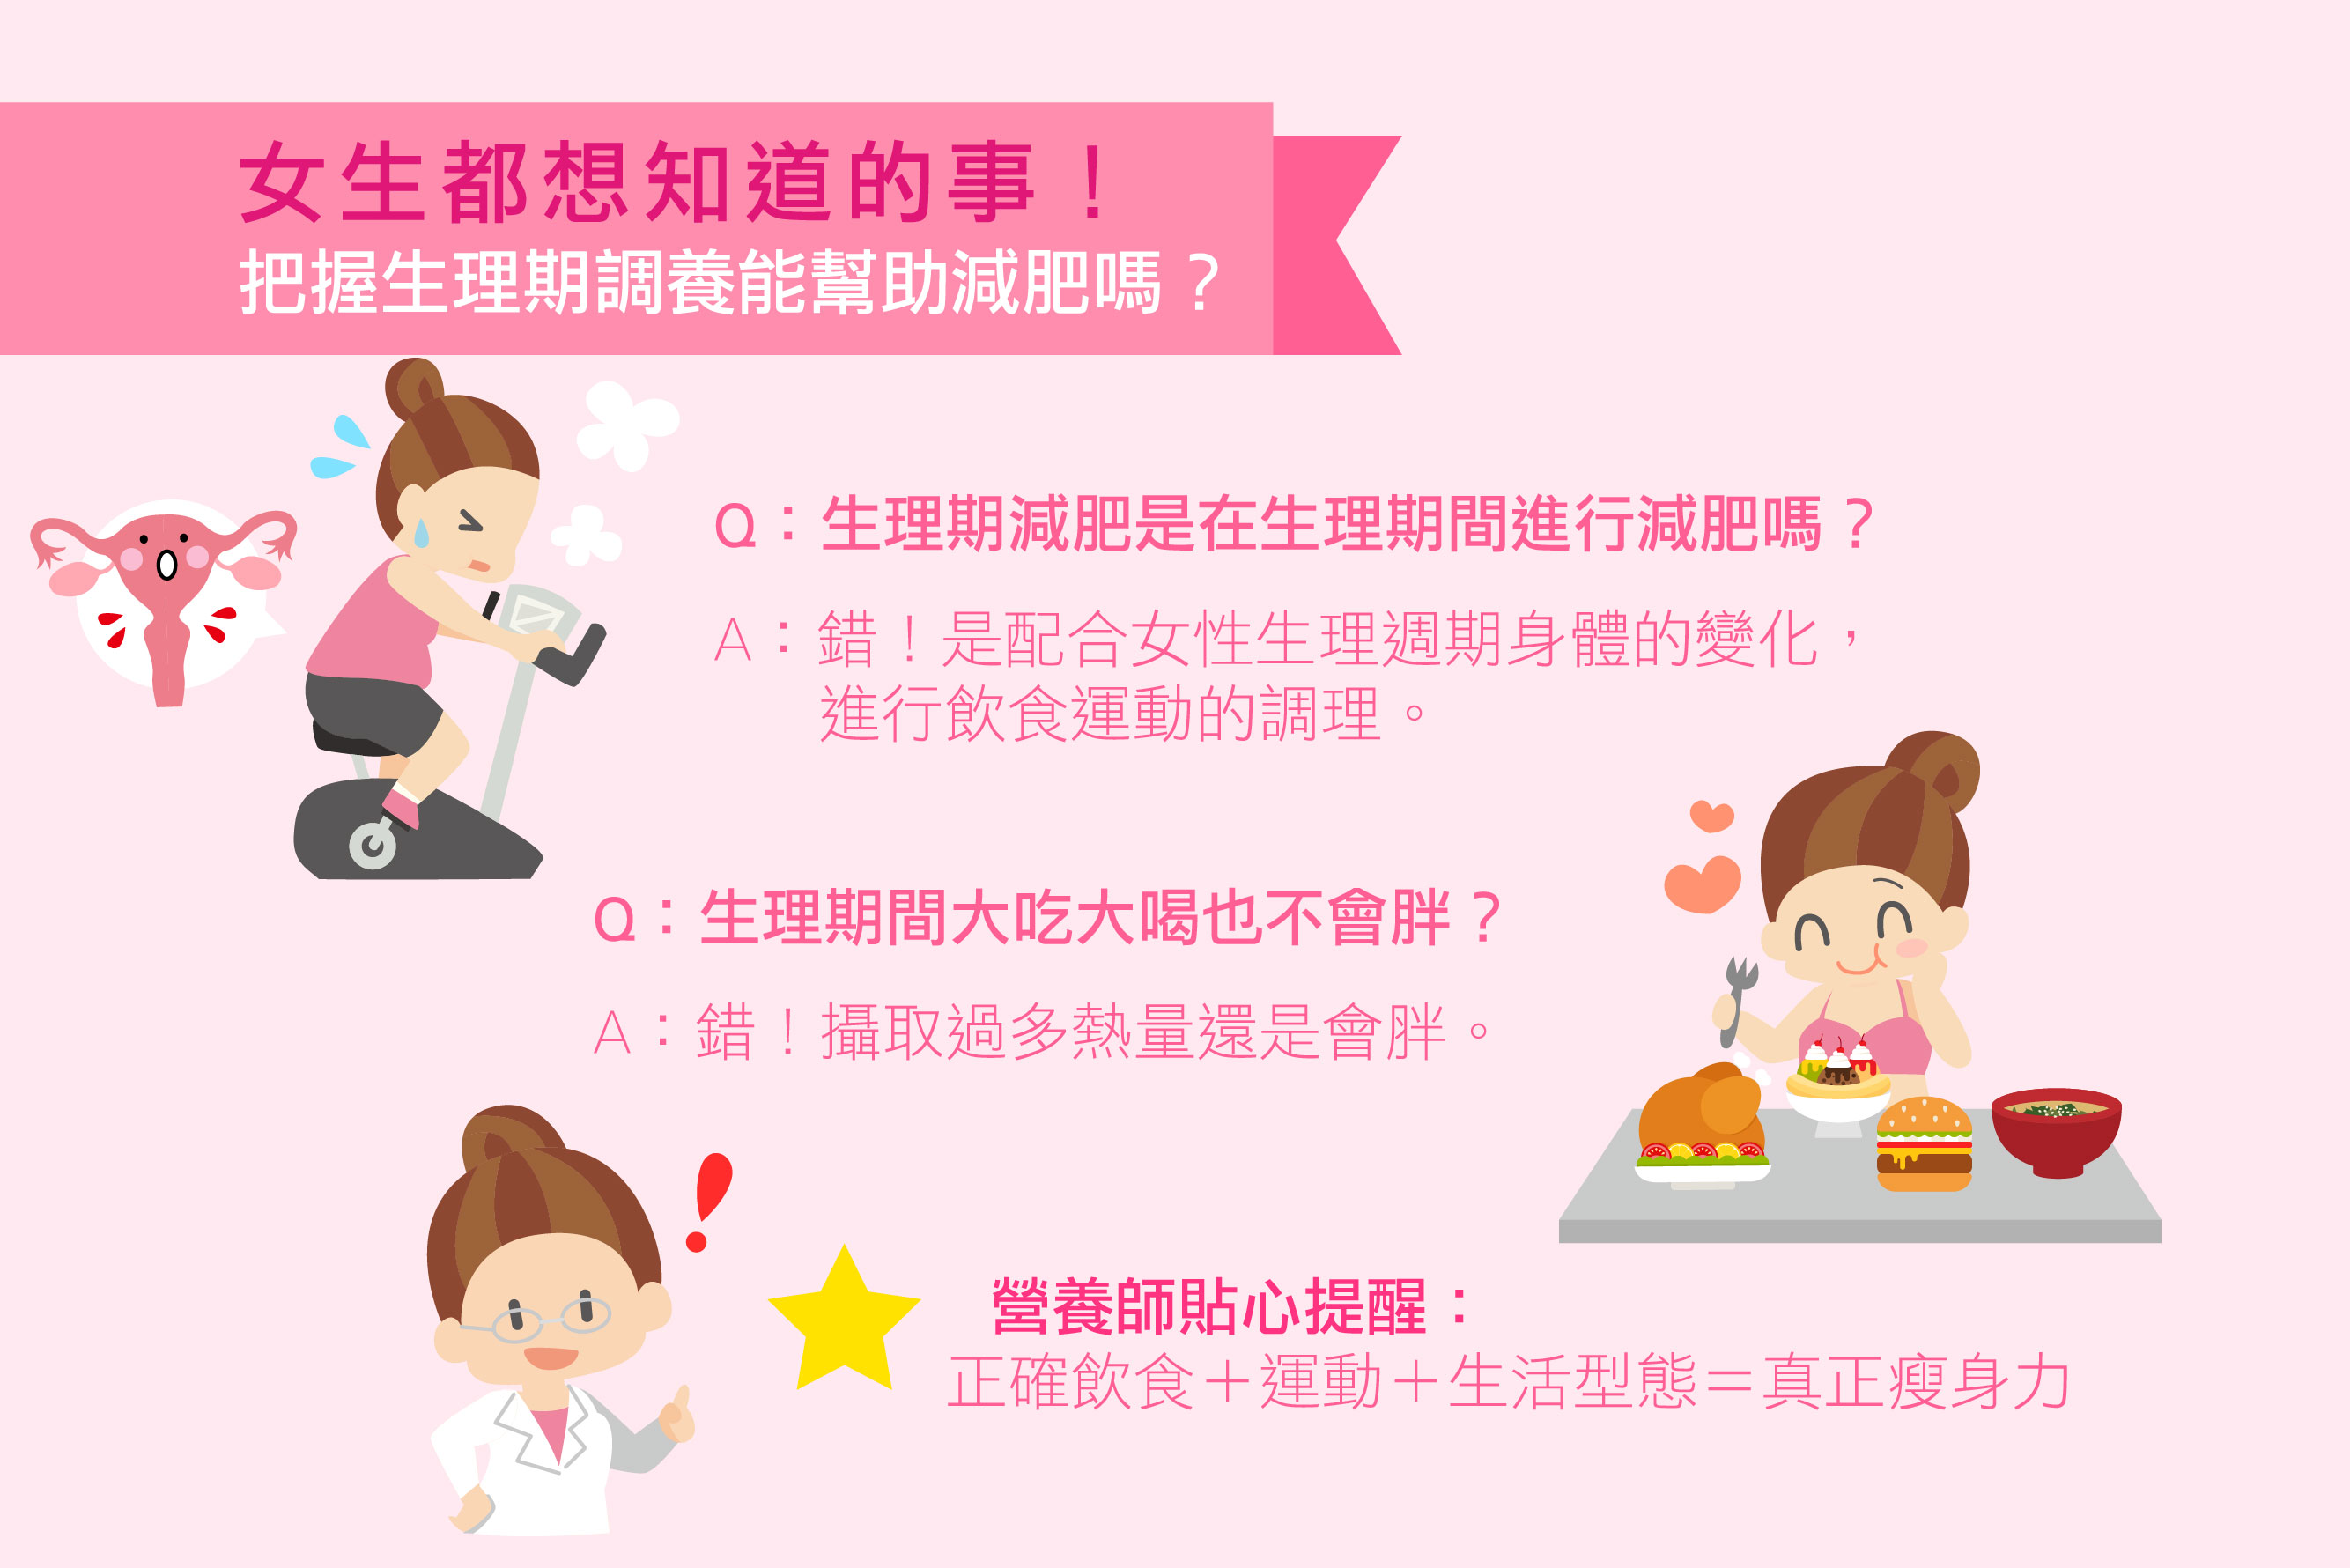 女生都想知道的事！
把握生理期調養能幫助減肥嗎？
Q：生理期減肥是在生理期間進行減肥嗎？
A：錯！是配合女性生理週期身體的變化，
進行飲食運動的調理。
Q：生理期間大吃大喝也不會胖？
A：錯！攝取過多熱量還是會胖。
營養師貼心提醒：
正確飲食＋運動＋生活型態＝真正瘦身力